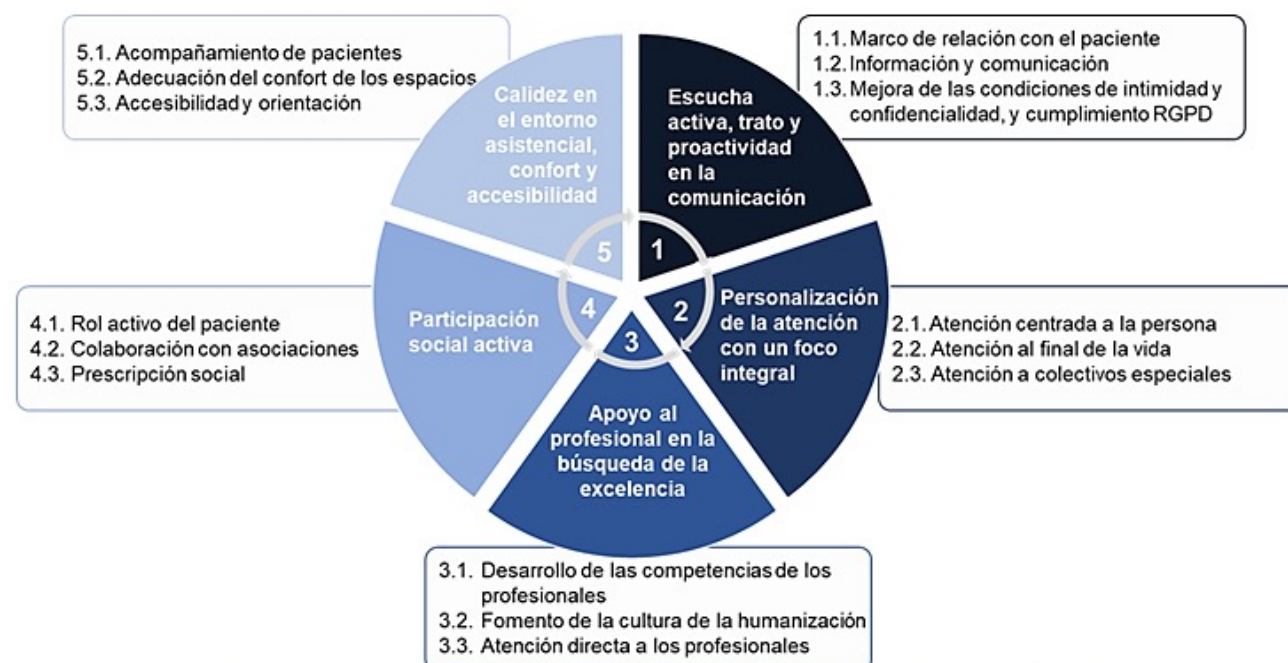 5.1. Acompañamiento de pacientes
5.2. Adecuación del confort de los espacios
5.3. Accesibilidad y orientación
1.1. Marco de relación con el paciente
1.2. Información y comunicación
1.3. Mejora de las condiciones de intimidad y
confidencialidad, y cumplimiento RGPD
Calidez en
el entorno
asistencial,
confort y
accesibilidad
Escucha
activa, trato y
proactividad
en la
comunicación
5
1
4.1. Rol activo del paciente
4.2. Colaboración con asociaciones
4.3. Prescripción social
Participación
social activa
4
3
2
Personalización
de la atención
con un foco
integral
2.1. Atención centrada a la persona
2.2. Atención al final de la vida
2.3. Atención a colectivos especiales
Apoyo al
profesional en la
búsqueda de la
excelencia
3.1. Desarrollo de las competencias de los
profesionales
3.2. Fomento de la cultura de la humanización
3.3. Atención directa a los profesionales